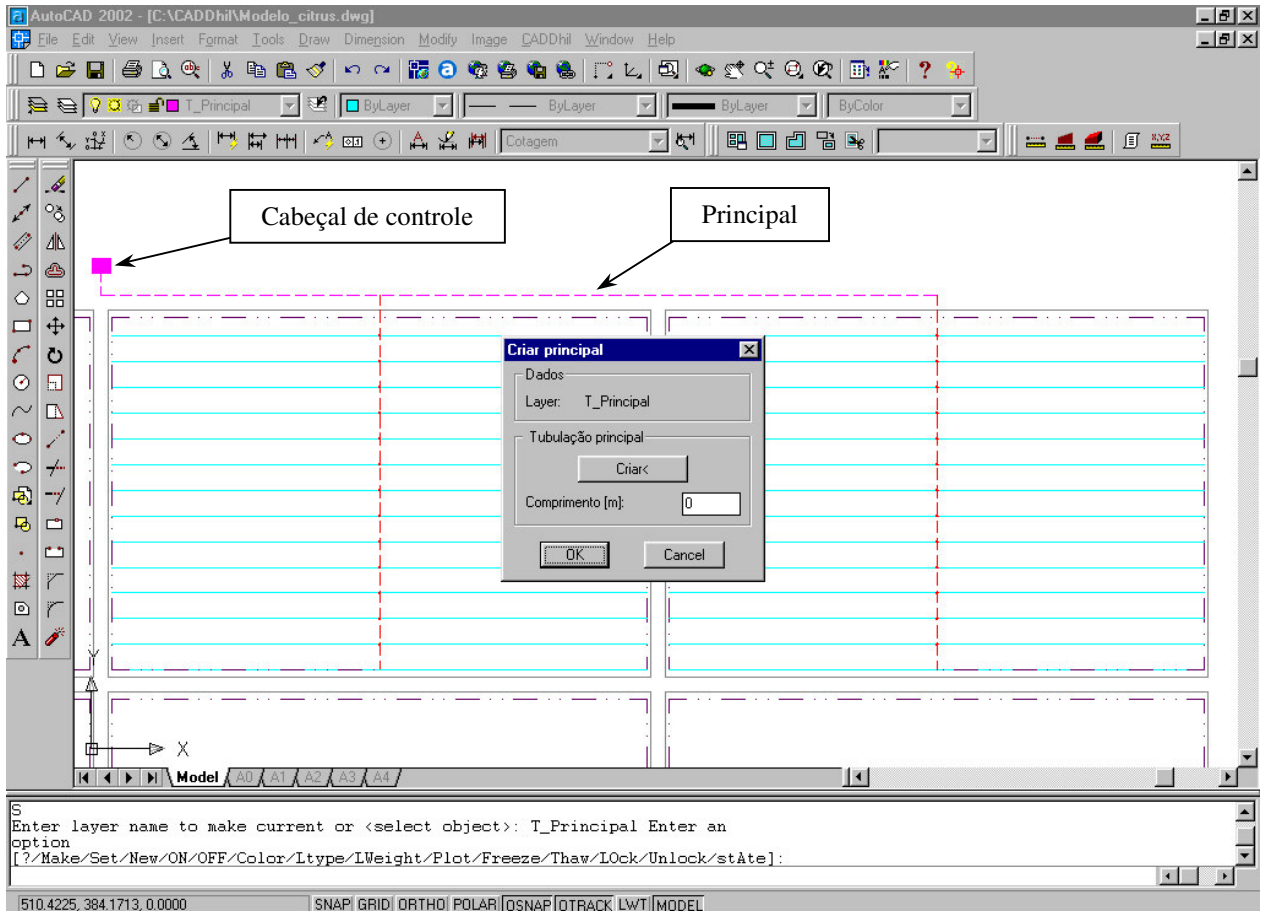 AutoCAD 2002 - [C:\CADDhil\Modelo_citrus.dwg]
File Edit View Insert Format Tools Draw Dimension Modify Image CADDhil Window Help
T_Principal ByLayer ByLayer ByLayer ByColor
Cotagem
Cabeçal de controle
Principal
Criar principal
Dados
Layer: T_Principal
Tubulação principal
Criar<
Comprimento [m]: 0
OK Cancel
A
Y
X
Model A0 A1 A2 A3 A4
S
Enter layer name to make current or <select object>: T_Principal Enter an
option
[?/Make/Set/New/ON/OFF/Color/Ltype/LWeight/Plot/Freeze/Thaw/LOck/Unlock/stAte]:
510.4225, 384.1713, 0.0000 SNAP GRID ORTHO POLAR OSNAP OTRACK LWT MODEL